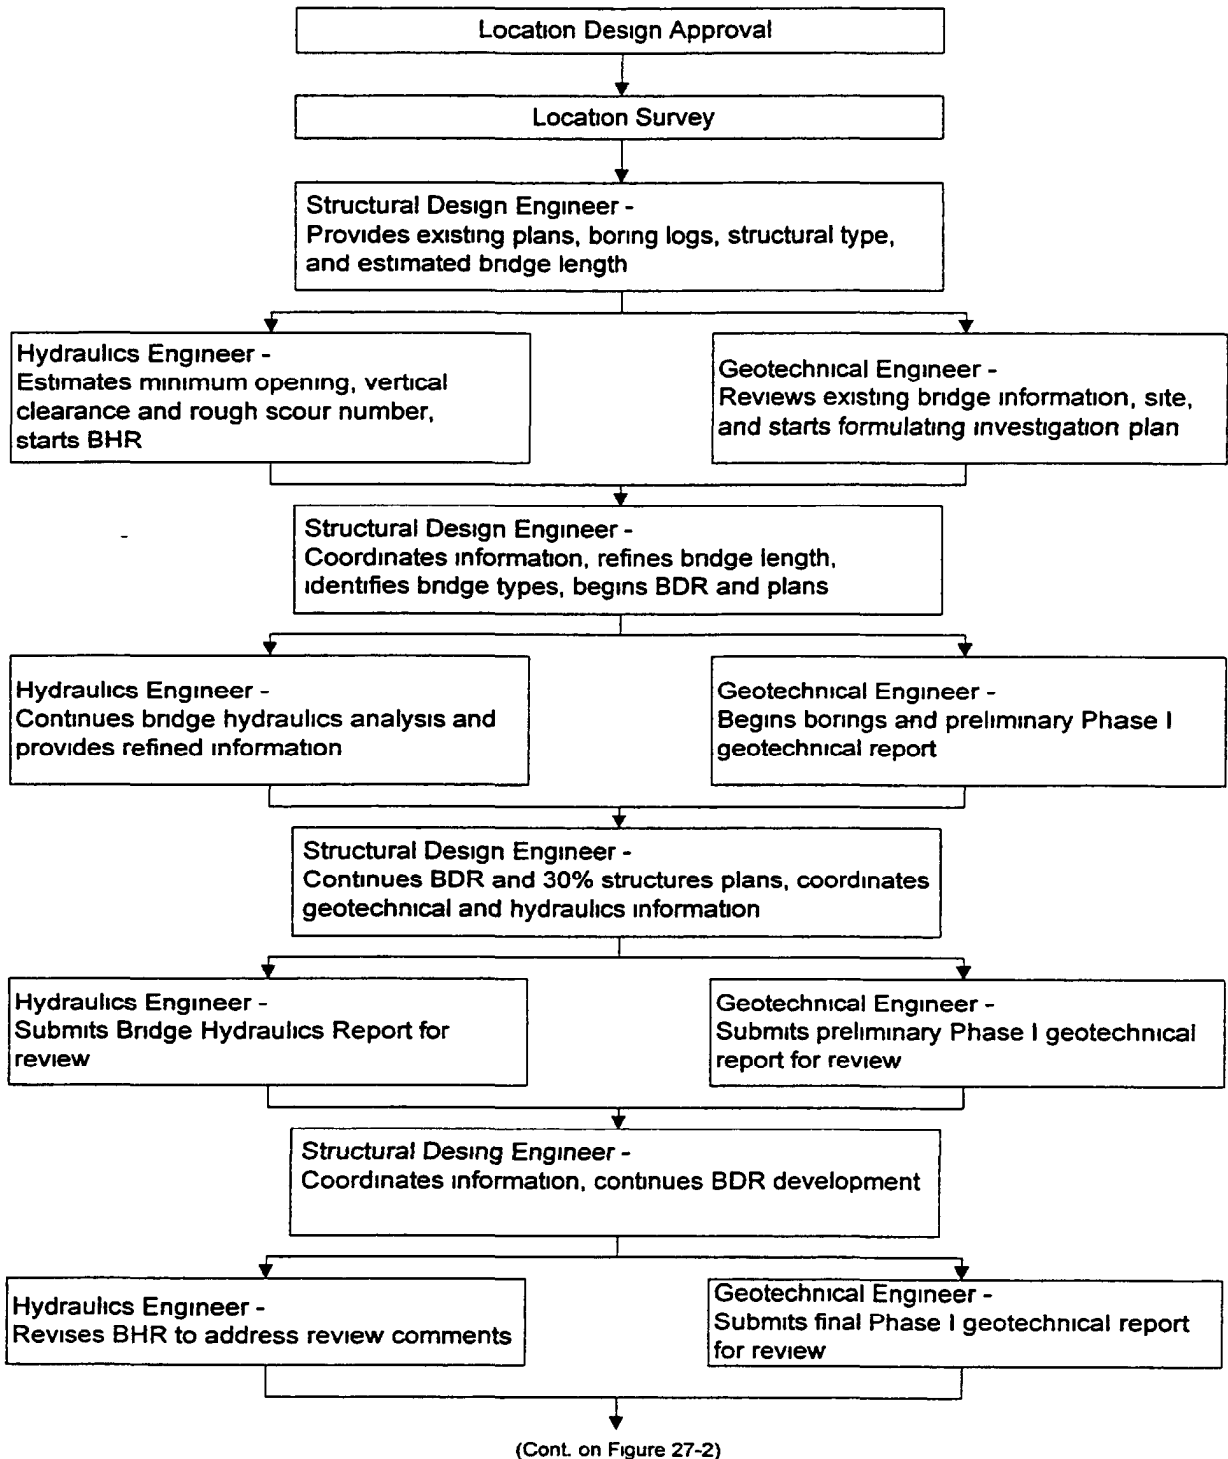 Location Design Approval
Location Survey
Structural Design Engineer -
Provides existing plans, boring logs, structural type,
and estimated bridge length
Hydraulics Engineer -
Estimates minimum opening, vertical
clearance and rough scour number,
starts BHR
Geotechnical Engineer -
Reviews existing bridge information, site,
and starts formulating investigation plan
Structural Design Engineer -
Coordinates information, refines bridge length,
identifies bridge types, begins BDR and plans
Hydraulics Engineer -
Continues bridge hydraulics analysis and
provides refined information
Geotechnical Engineer -
Begins borings and preliminary Phase I
geotechnical report
Structural Design Engineer -
Continues BDR and 30% structures plans, coordinates
geotechnical and hydraulics information
Hydraulics Engineer -
Submits Bridge Hydraulics Report for
review
Geotechnical Engineer -
Submits preliminary Phase I geotechnical
report for review
Structural Desing Engineer -
Coordinates information, continues BDR development
Hydraulics Engineer -
Revises BHR to address review comments
Geotechnical Engineer -
Submits final Phase I geotechnical report
for review
(Cont. on Figure 27-2)